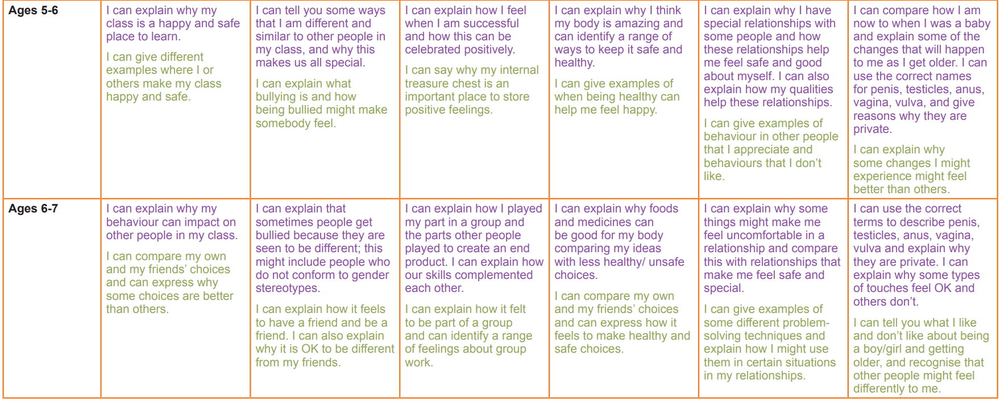 Ages 5-6
I can explain why my
class is a happy and safe
place to learn.
I can give different
examples where I or
others make my class
happy and safe.
I can tell you some ways
that I am different and
similar to other people in
my class, and why this
makes us all special.
I can explain what
bullying is and how
being bullied might make
somebody feel.
I can explain how I feel
when I am successful
and how this can be
celebrated positively.
I can say why my internal
treasure chest is an
important place to store
positive feelings.
I can explain why I think
my body is amazing and
can identify a range of
ways to keep it safe and
healthy.
I can give examples of
when being healthy can
help me feel happy.
I can explain why I have
special relationships with
some people and how
these relationships help
me feel safe and good
about myself. I can also
explain how my qualities
help these relationships.
I can give examples of
behaviour in other people
that I appreciate and
behaviours that I don’t
like.
I can compare how I am
now to when I was a baby
and explain some of the
changes that will happen
to me as I get older. I can
use the correct names
for penis, testicles, anus,
vagina, vulva, and give
reasons why they are
private.
I can explain why
some changes I might
experience might feel
better than others.
Ages 6-7
I can explain why my
behaviour can impact on
other people in my class.
I can compare my own
and my friends’ choices
and can express why
some choices are better
than others.
I can explain that
sometimes people get
bullied because they are
seen to be different; this
might include people who
do not conform to gender
stereotypes.
I can explain how it feels
to have a friend and be a
friend. I can also explain
why it is OK to be different
from my friends.
I can explain how I played
my part in a group and
the parts other people
played to create an end
product. I can explain how
our skills complemented
each other.
I can explain how it felt
to be part of a group
and can identify a range
of feelings about group
work.
I can explain why foods
and medicines can
be good for my body
comparing my ideas
with less healthy/ unsafe
choices.
I can compare my own
and my friends’ choices
and can express how it
feels to make healthy and
safe choices.
I can explain why some
things might make me
feel uncomfortable in a
relationship and compare
this with relationships that
make me feel safe and
special.
I can give examples of
some different problem-
solving techniques and
explain how I might use
them in certain situations
in my relationships.
I can use the correct
terms to describe penis,
testicles, anus, vagina,
vulva and explain why
they are private. I can
explain why some types
of touches feel OK and
others don’t.
I can tell you what I like
and don’t like about being
a boy/girl and getting
older, and recognise that
other people might feel
differently to me.